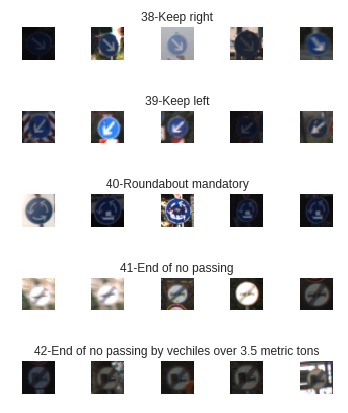 38-Keep right
39-Keep left
40-Roundabout mandatory
41-End of no passing
42-End of no passing by vechiles over 3.5 metric tons